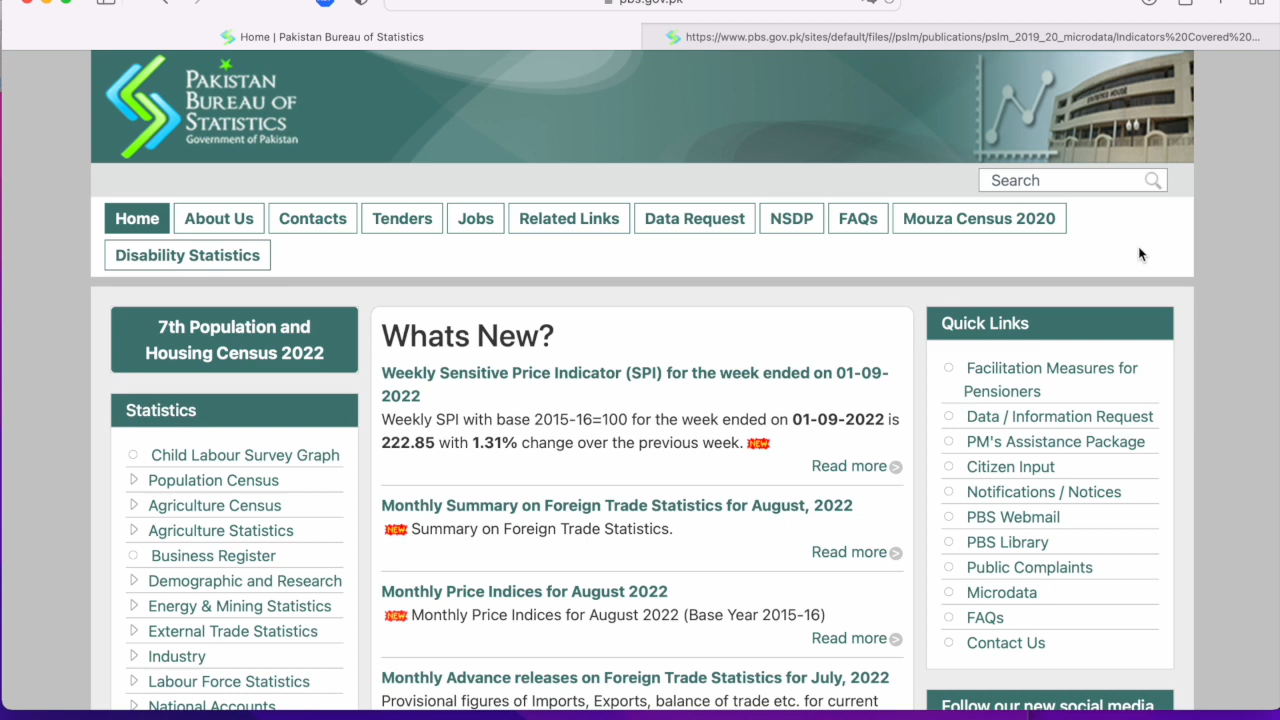 pbs.gov.pk
Home | Pakistan Bureau of Statistics
https://www.pbs.gov.pk/sites/default/files//pslm/publications/pslm_2019_20_microdata/Indicators%20Covered%20...
PAKISTAN
BUREAU OF
STATISTICS
Government of Pakistan
STATISTICS HOUSE
Search
Home
About Us
Contacts
Tenders
Jobs
Related Links
Data Request
NSDP
FAQs
Mouza Census 2020
Disability Statistics
7th Population and
Housing Census 2022
Statistics
Child Labour Survey Graph
Population Census
Agriculture Census
Agriculture Statistics
Business Register
Demographic and Research
Energy & Mining Statistics
External Trade Statistics
Industry
Labour Force Statistics
National Accounts
Whats New?
Weekly Sensitive Price Indicator (SPI) for the week ended on 01-09-
2022
Weekly SPI with base 2015-16=100 for the week ended on 01-09-2022 is
222.85 with 1.31% change over the previous week. NEW
Read more
Monthly Summary on Foreign Trade Statistics for August, 2022
NEW Summary on Foreign Trade Statistics.
Read more
Monthly Price Indices for August 2022
NEW Monthly Price Indices for August 2022 (Base Year 2015-16)
Read more
Monthly Advance releases on Foreign Trade Statistics for July, 2022
Provisional figures of Imports, Exports, balance of trade etc. for current
Quick Links
Facilitation Measures for
Pensioners
Data / Information Request
PM's Assistance Package
Citizen Input
Notifications / Notices
PBS Webmail
PBS Library
Public Complaints
Microdata
FAQs
Contact Us
Follow our new social media